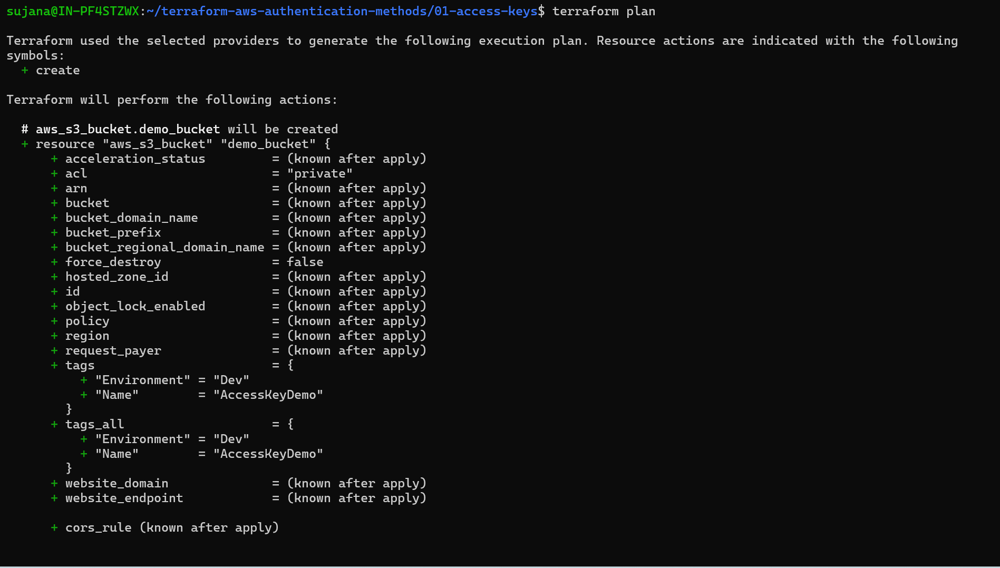 sujana@IN-PF4STZWX:~/terraform-aws-authentication-methods/01-access-keys$ terraform plan

Terraform used the selected providers to generate the following execution plan. Resource actions are indicated with the following
symbols:
  + create

Terraform will perform the following actions:

  # aws_s3_bucket.demo_bucket will be created
  + resource "aws_s3_bucket" "demo_bucket" {
      + acceleration_status         = (known after apply)
      + acl                         = "private"
      + arn                         = (known after apply)
      + bucket                      = (known after apply)
      + bucket_domain_name          = (known after apply)
      + bucket_prefix               = (known after apply)
      + bucket_regional_domain_name = (known after apply)
      + force_destroy               = false
      + hosted_zone_id              = (known after apply)
      + id                          = (known after apply)
      + object_lock_enabled         = (known after apply)
      + policy                      = (known after apply)
      + region                      = (known after apply)
      + request_payer               = (known after apply)
      + tags                        = {
          + "Environment" = "Dev"
          + "Name"        = "AccessKeyDemo"
        }
      + tags_all                    = {
          + "Environment" = "Dev"
          + "Name"        = "AccessKeyDemo"
        }
      + website_domain              = (known after apply)
      + website_endpoint            = (known after apply)

      + cors_rule (known after apply)